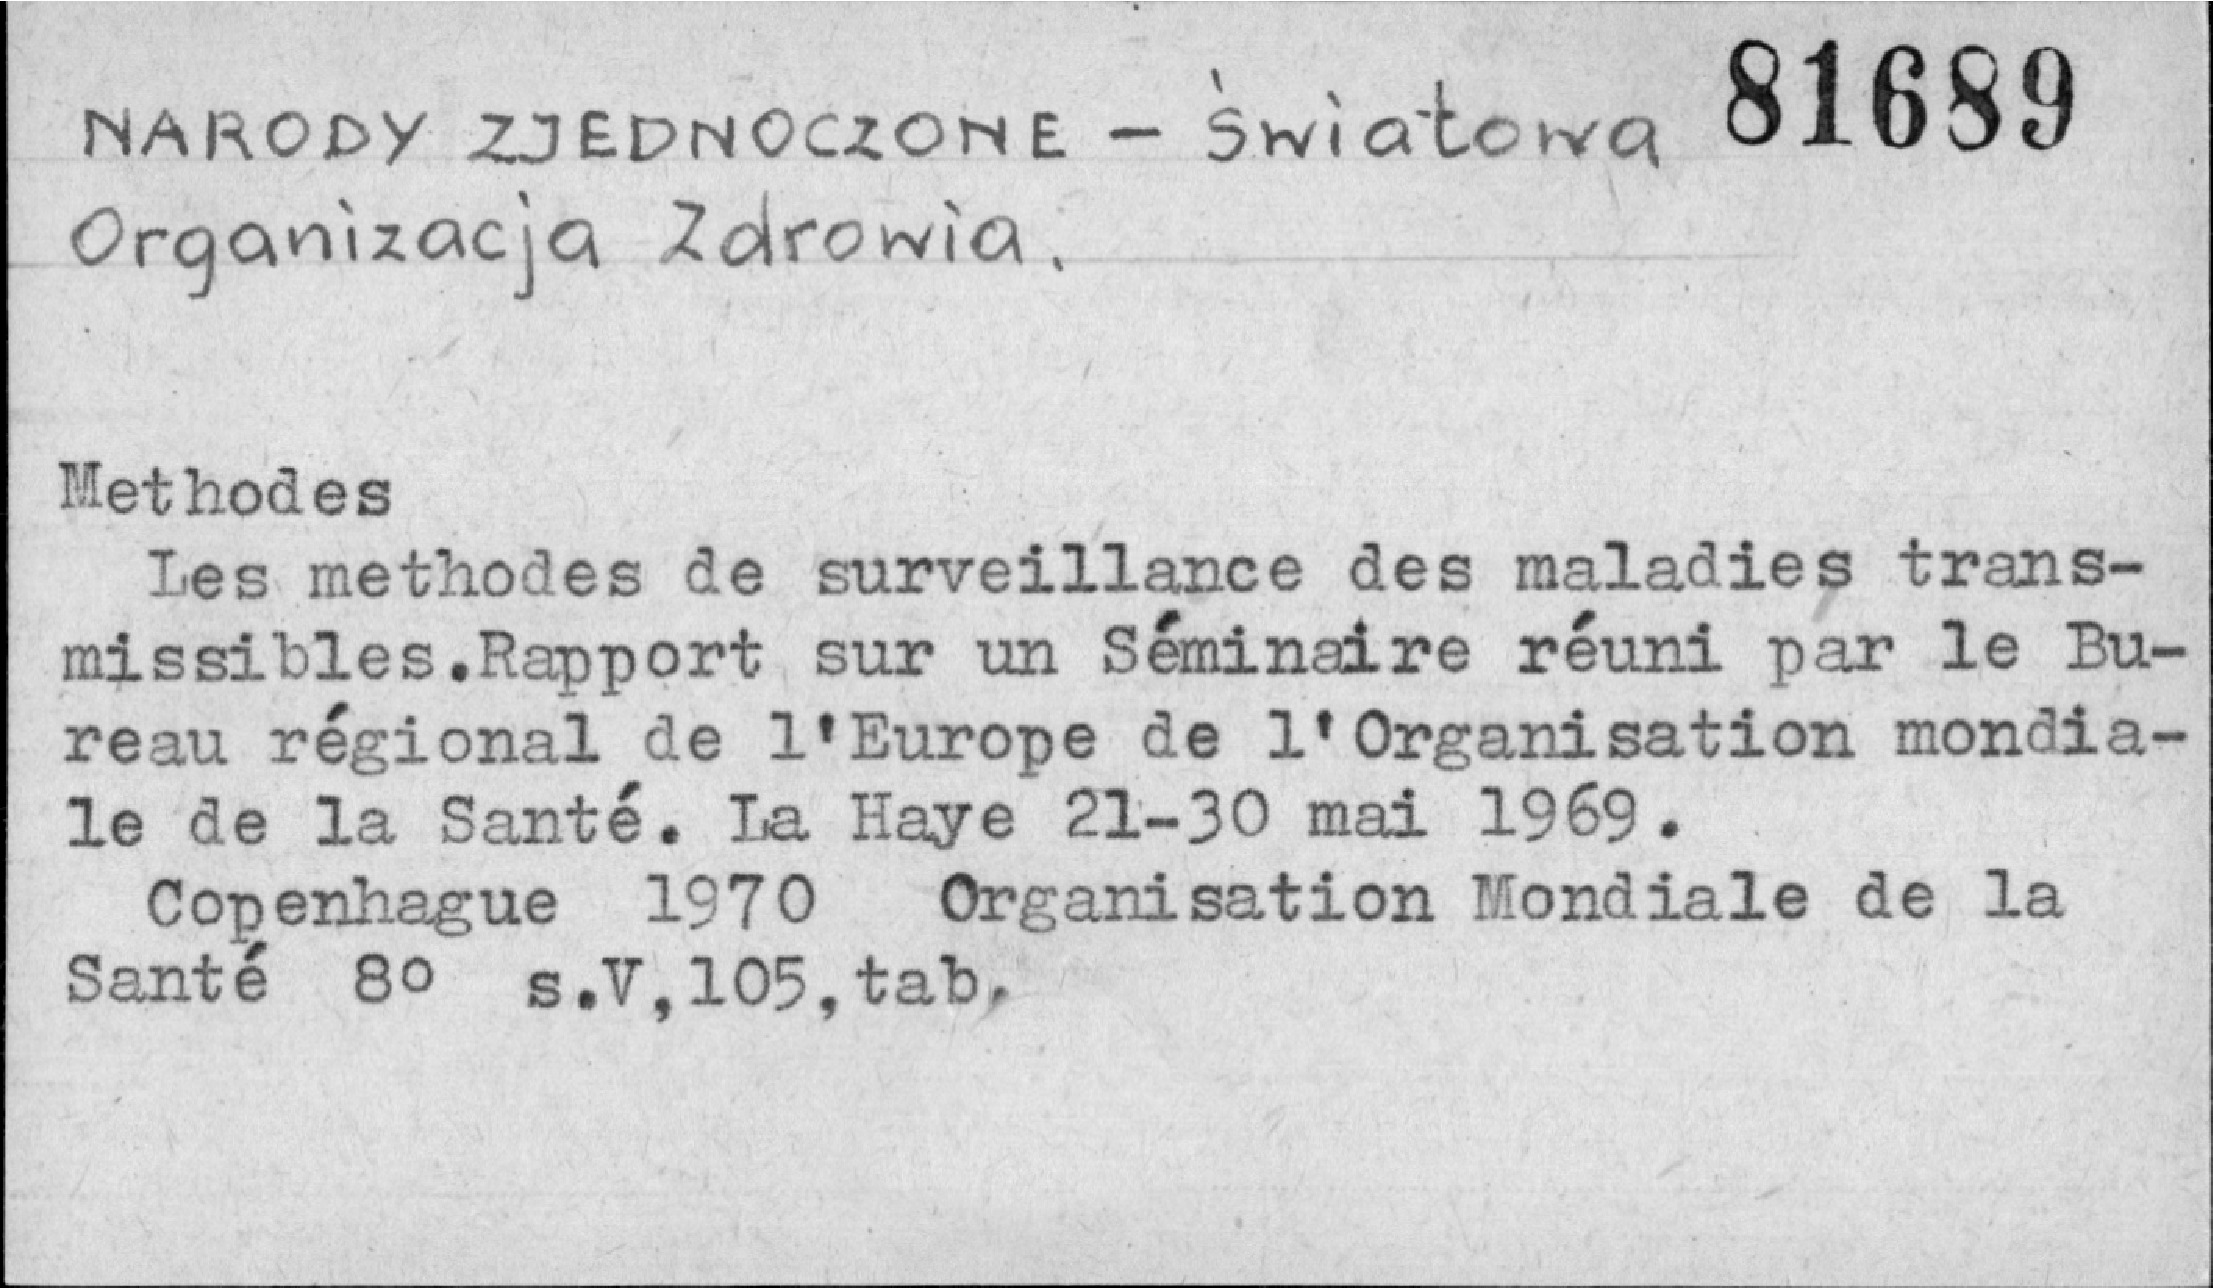 NARODY ZJEDNOCZONE – Światowa 81689
Organizacja Zdrowia.
Methodes
Les methodes de surveillance des maladies trans-
missibles.Rapport sur un Séminaire réuni par le Bu-
reau régional de l'Europe de l'Organisation mondia-
le de la Santé. La Haye 21-30 mai 1969.
Copenhague 1970 Organisation Mondiale de la
Santé 8o s.V,105,tab.